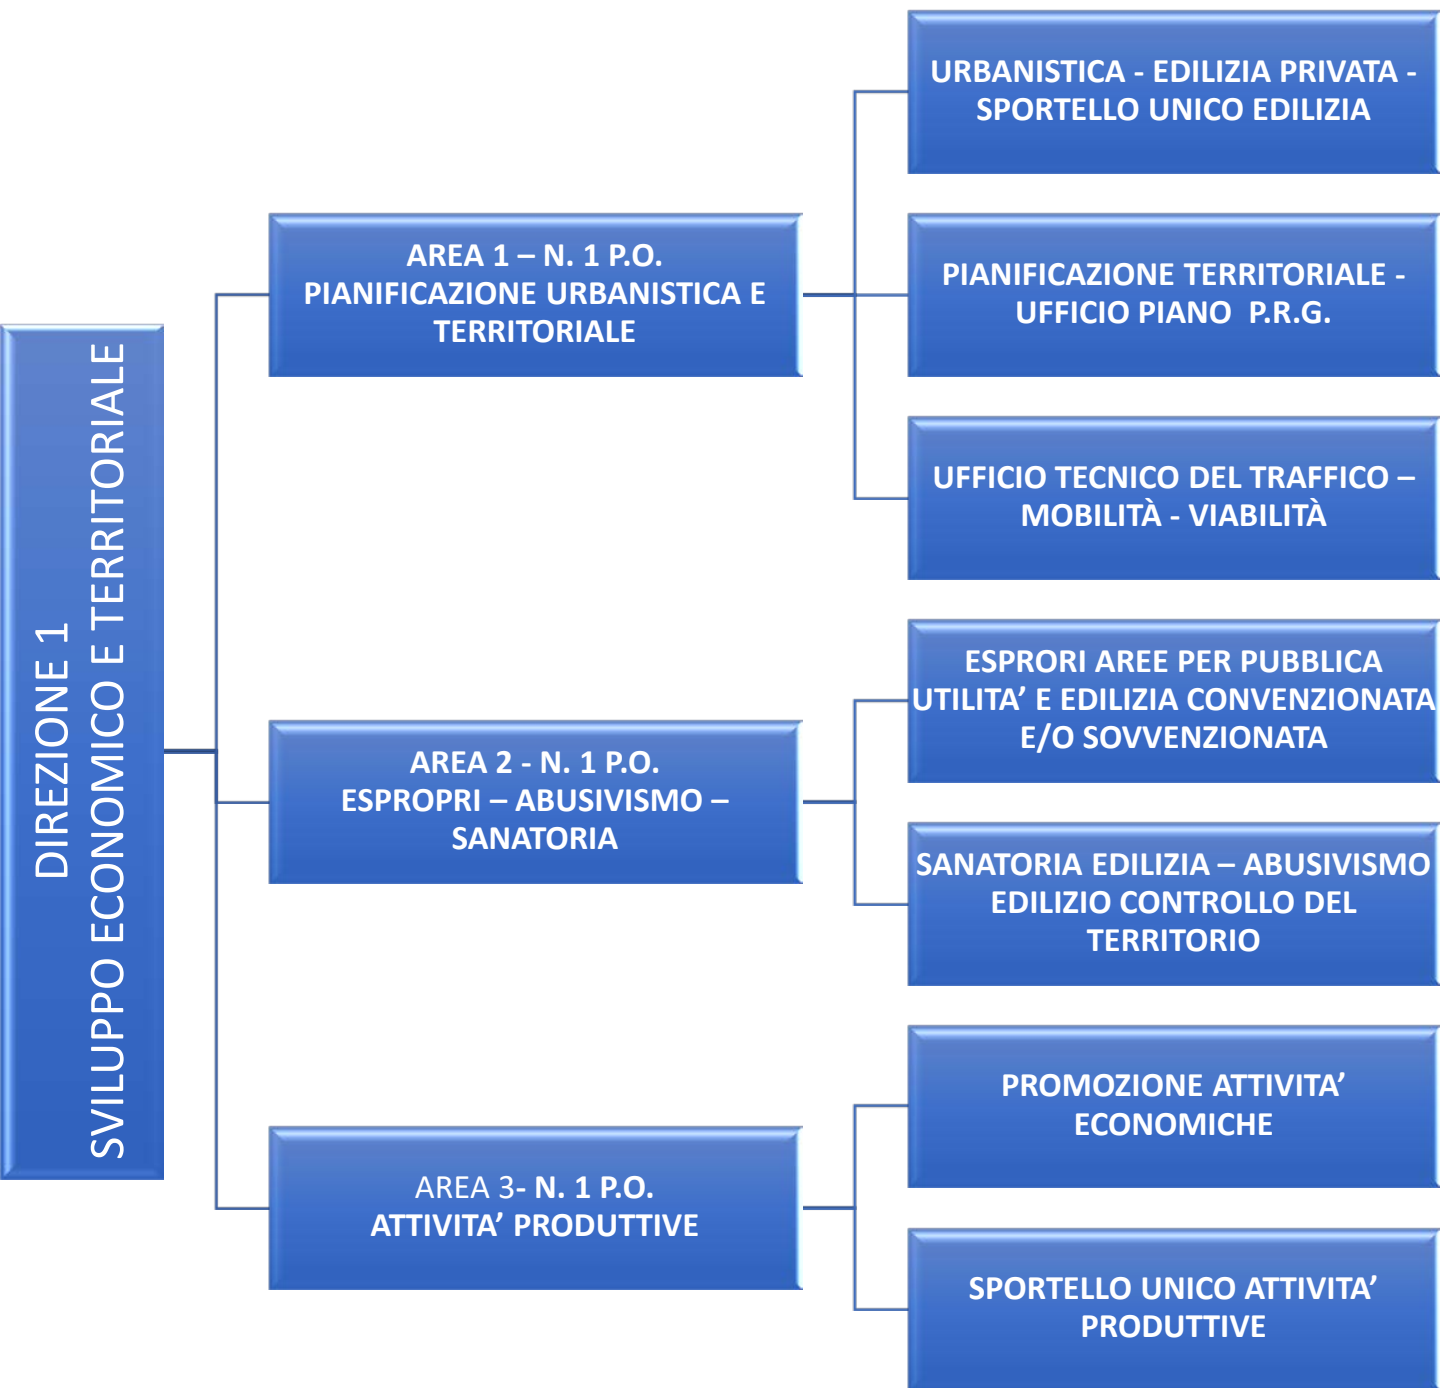 DIREZIONE 1
SVILUPPO ECONOMICO E TERRITORIALE
AREA 1 – N. 1 P.O.
PIANIFICAZIONE URBANISTICA E
TERRITORIALE
URBANISTICA - EDILIZIA PRIVATA -
SPORTELLO UNICO EDILIZIA
PIANIFICAZIONE TERRITORIALE -
UFFICIO PIANO  P.R.G.
UFFICIO TECNICO DEL TRAFFICO –
MOBILITÀ - VIABILITÀ
AREA 2 - N. 1 P.O.
ESPROPRI – ABUSIVISMO –
SANATORIA
ESPRORI AREE PER PUBBLICA
UTILITA’ E EDILIZIA CONVENZIONATA
E/O SOVVENZIONATA
SANATORIA EDILIZIA – ABUSIVISMO
EDILIZIO CONTROLLO DEL
TERRITORIO
AREA 3- N. 1 P.O.
ATTIVITA’ PRODUTTIVE
PROMOZIONE ATTIVITA’
ECONOMICHE
SPORTELLO UNICO ATTIVITA’
PRODUTTIVE